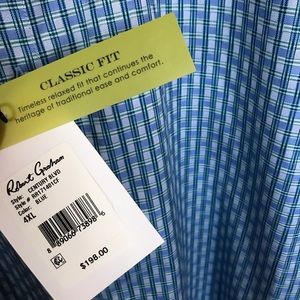 CLASSIC FIT
Timeless relaxed fit that continues the
heritage of traditional ease and comfort.
Robert Graham
Style: CENTURY BLVD
Color: BLUE
4XL
$198.00